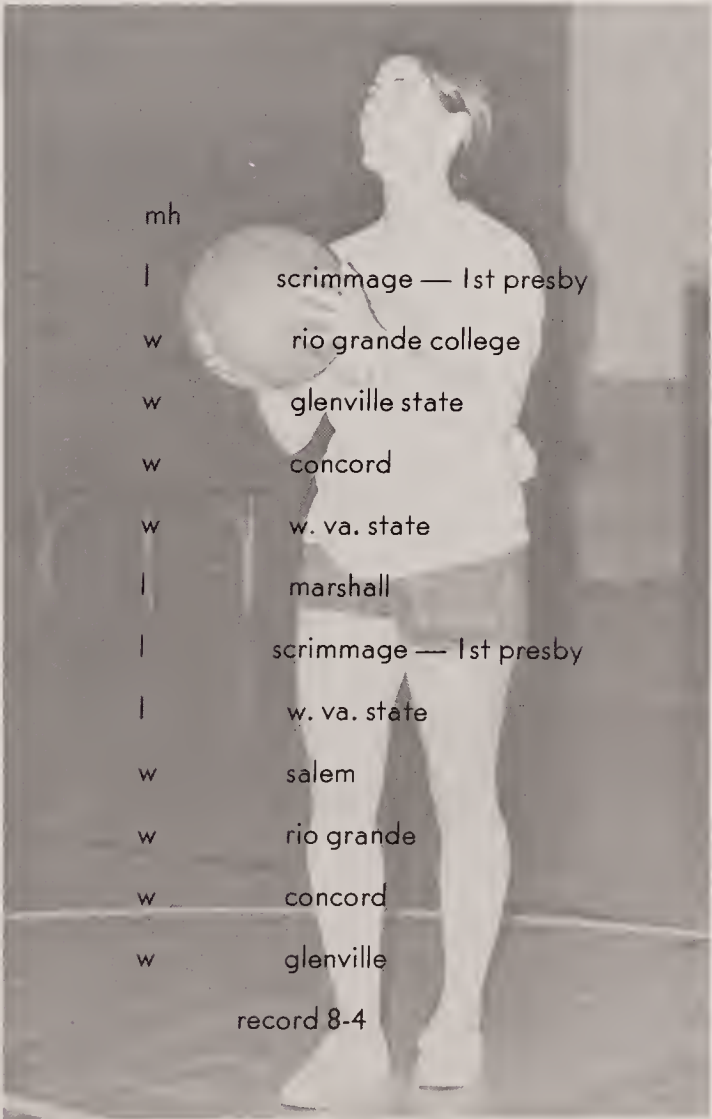 mh
l scrimmage — 1st presby
w rio grande college
w glenville state
w concord
w w. va. state
l marshall
l scrimmage — 1st presby
l w. va. state
w salem
w rio grande
w concord
w glenville
record 8-4